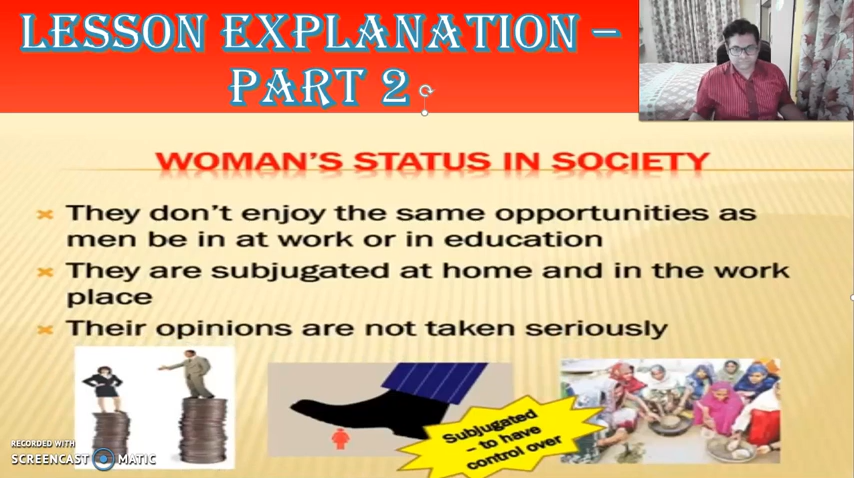 LESSON EXPLANATION –
PART 2
WOMAN'S STATUS IN SOCIETY
They don't enjoy the same opportunities as
men be in at work or in education
They are subjugated at home and in the work
place
Their opinions are not taken seriously
Subjugated
– to have
control over
RECORDED WITH
SCREENCAST MATIC